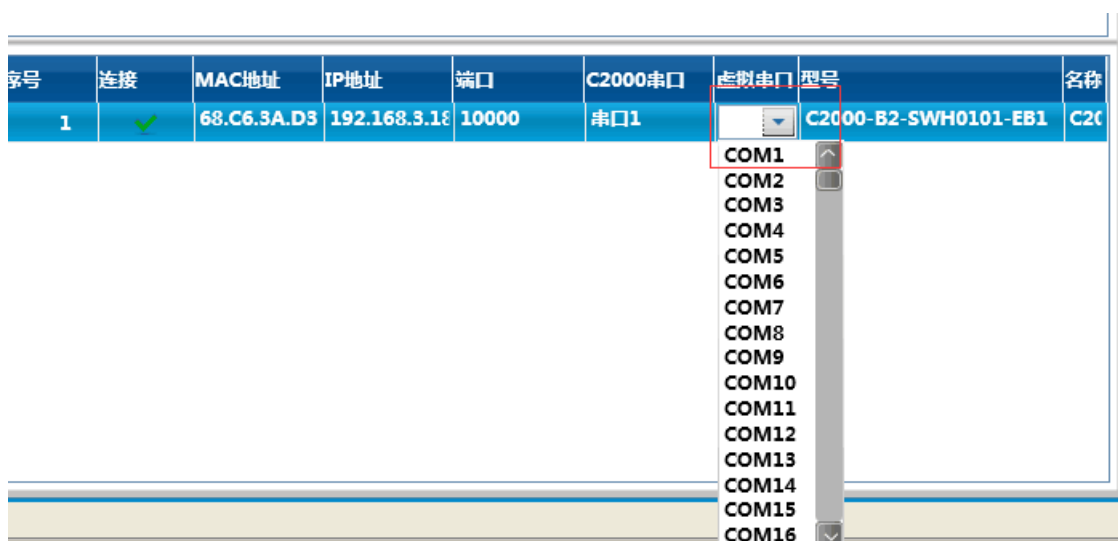 序号 连接 MAC地址 IP地址 端口 C2000串口 虚拟串口 型号 名称
1 68.C6.3A.D3 192.168.3.18 10000 串口1 C2000-B2-SWH0101-EB1 C20
COM1
COM2
COM3
COM4
COM5
COM6
COM7
COM8
COM9
COM10
COM11
COM12
COM13
COM14
COM15
COM16